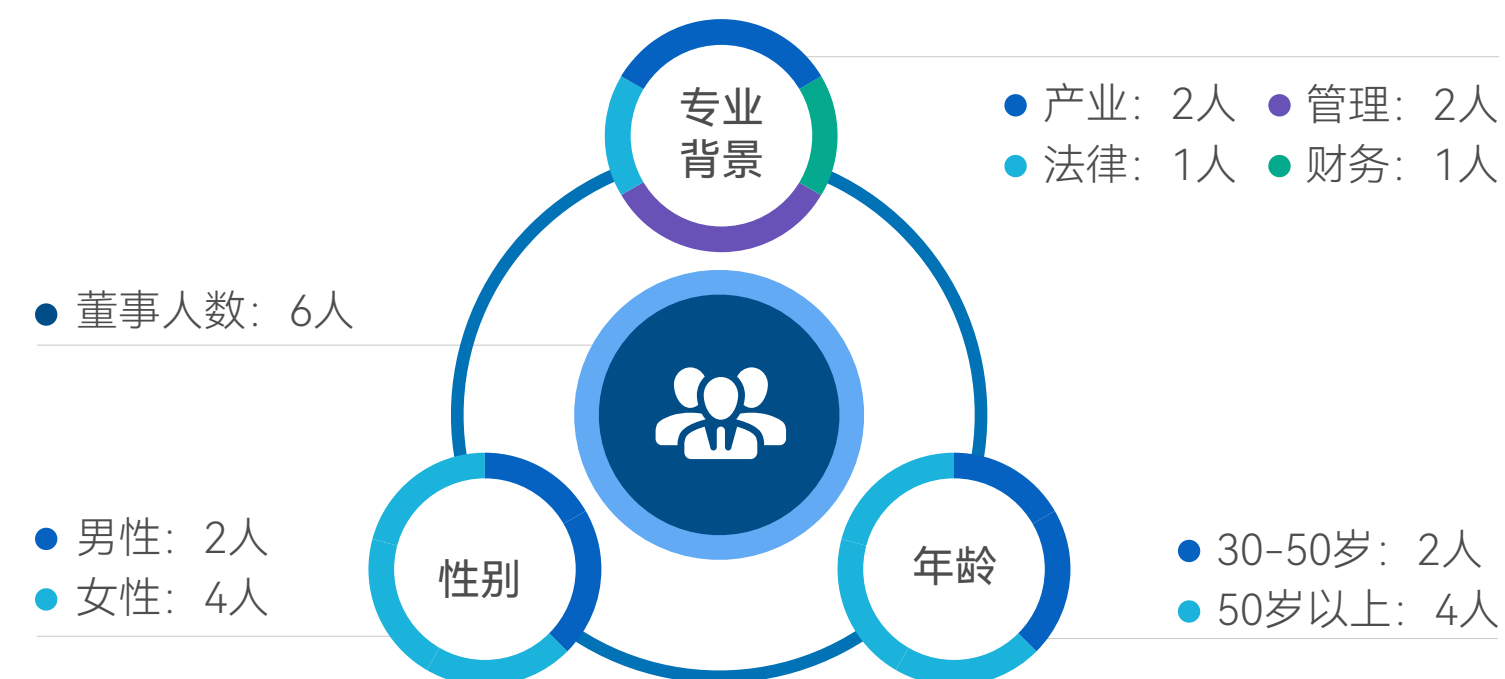 专业
背景
产业：2人 管理：2人
法律：1人 财务：1人
董事人数：6人
男性：2人
女性：4人
性别
年龄
30-50岁：2人
50岁以上：4人